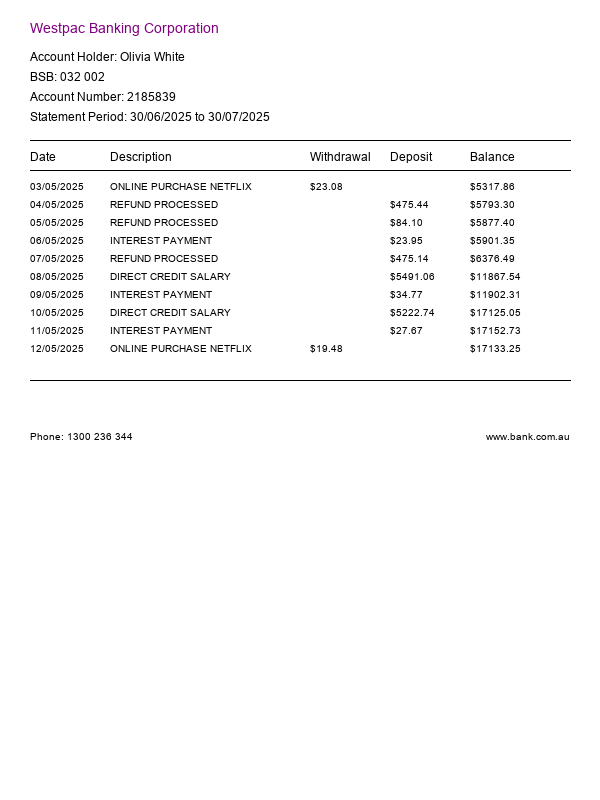 Westpac Banking Corporation
Account Holder: Olivia White
BSB: 032 002
Account Number: 2185839
Statement Period: 30/06/2025 to 30/07/2025
Date Description Withdrawal Deposit Balance
03/05/2025 ONLINE PURCHASE NETFLIX $23.08 $5317.86
04/05/2025 REFUND PROCESSED $475.44 $5793.30
05/05/2025 REFUND PROCESSED $84.10 $5877.40
06/05/2025 INTEREST PAYMENT $23.95 $5901.35
07/05/2025 REFUND PROCESSED $475.14 $6376.49
08/05/2025 DIRECT CREDIT SALARY $5491.06 $11867.54
09/05/2025 INTEREST PAYMENT $34.77 $11902.31
10/05/2025 DIRECT CREDIT SALARY $5222.74 $17125.05
11/05/2025 INTEREST PAYMENT $27.67 $17152.73
12/05/2025 ONLINE PURCHASE NETFLIX $19.48 $17133.25
Phone: 1300 236 344 www.bank.com.au